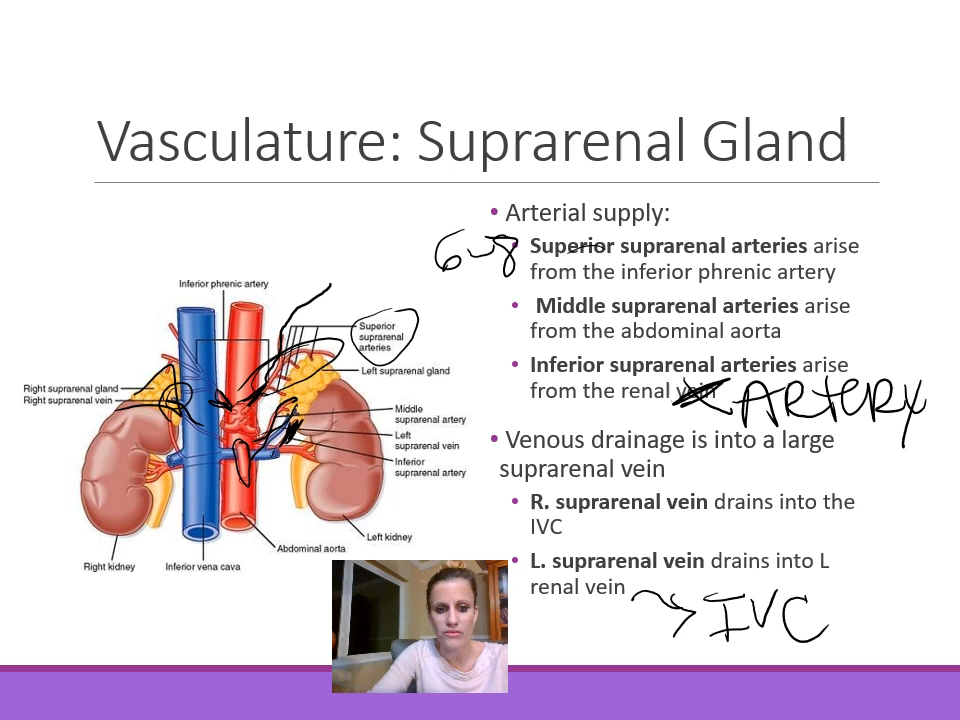 Vasculature: Suprarenal Gland
Inferior phrenic artery
Superior
suprarenal
arteries
Left suprarenal gland
Right suprarenal gland
Right suprarenal vein
Middle
suprarenal artery
Left
suprarenal vein
Inferior
suprarenal artery
Left kidney
Abdominal aorta
Right kidney
Inferior vena cava
• Arterial supply:
6-8
• Superior suprarenal arteries arise
from the inferior phrenic artery
• Middle suprarenal arteries arise
from the abdominal aorta
• Inferior suprarenal arteries arise
from the renal vein
ARTERY
• Venous drainage is into a large
suprarenal vein
• R. suprarenal vein drains into the
IVC
• L. suprarenal vein drains into L
renal vein
IVC